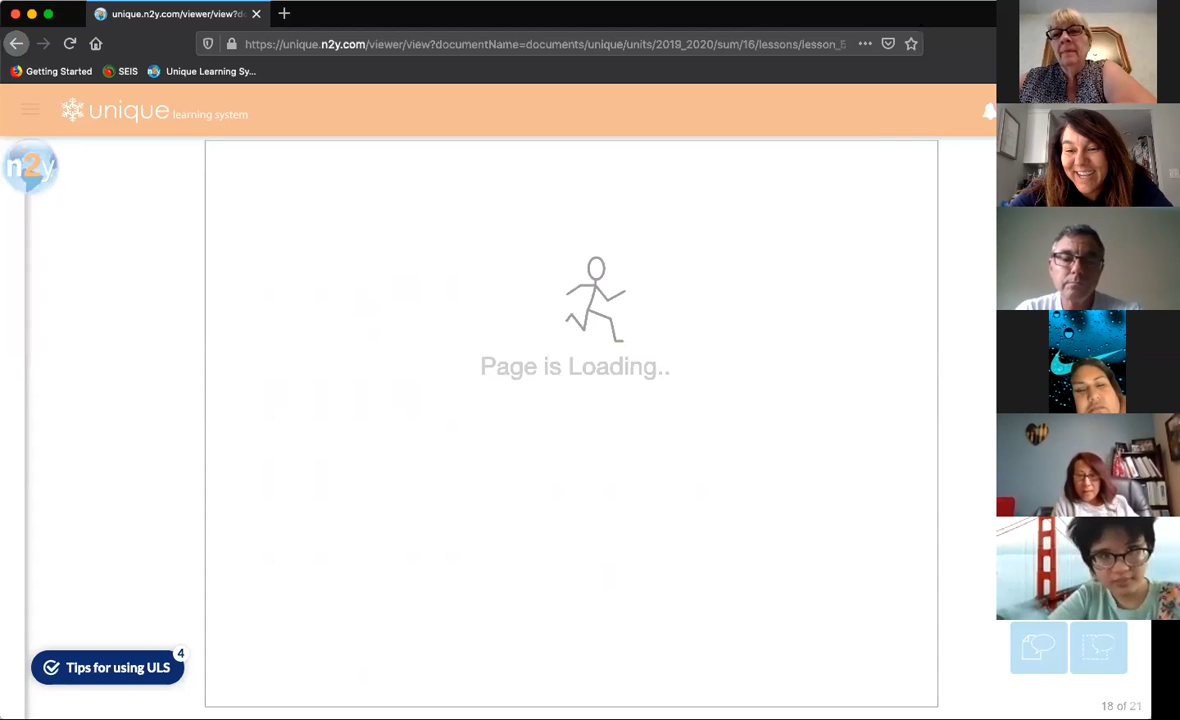 unique.n2y.com/viewer/view?d
https://unique.n2y.com/viewer/view?documentName=documents/unique/units/2019_2020/sum/16/lessons/lesson_5
Getting Started
SEIS
Unique Learning Sy...
unique learning system
n2y
Page is Loading..
Tips for using ULS
4
18 of 21